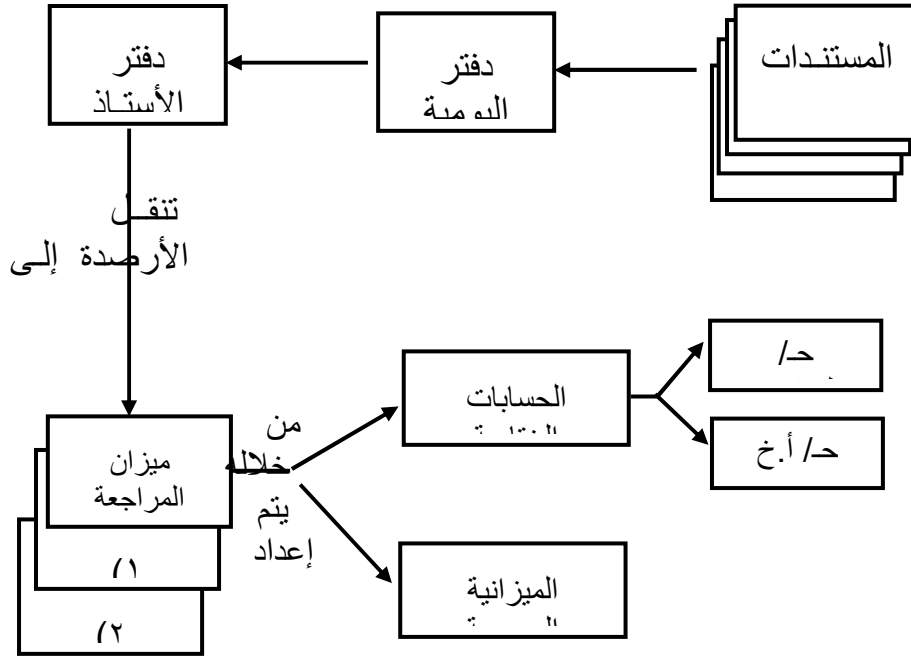 المستندات
دفتر
اليومية
دفتر
الأستاذ
تنقل
الأرصدة إلى
ميزان
المراجعة
(١
(٢
من
خلاله
يتم
إعداد
الحسابات
حـ/
حـ/ أ.خ
الميزانية